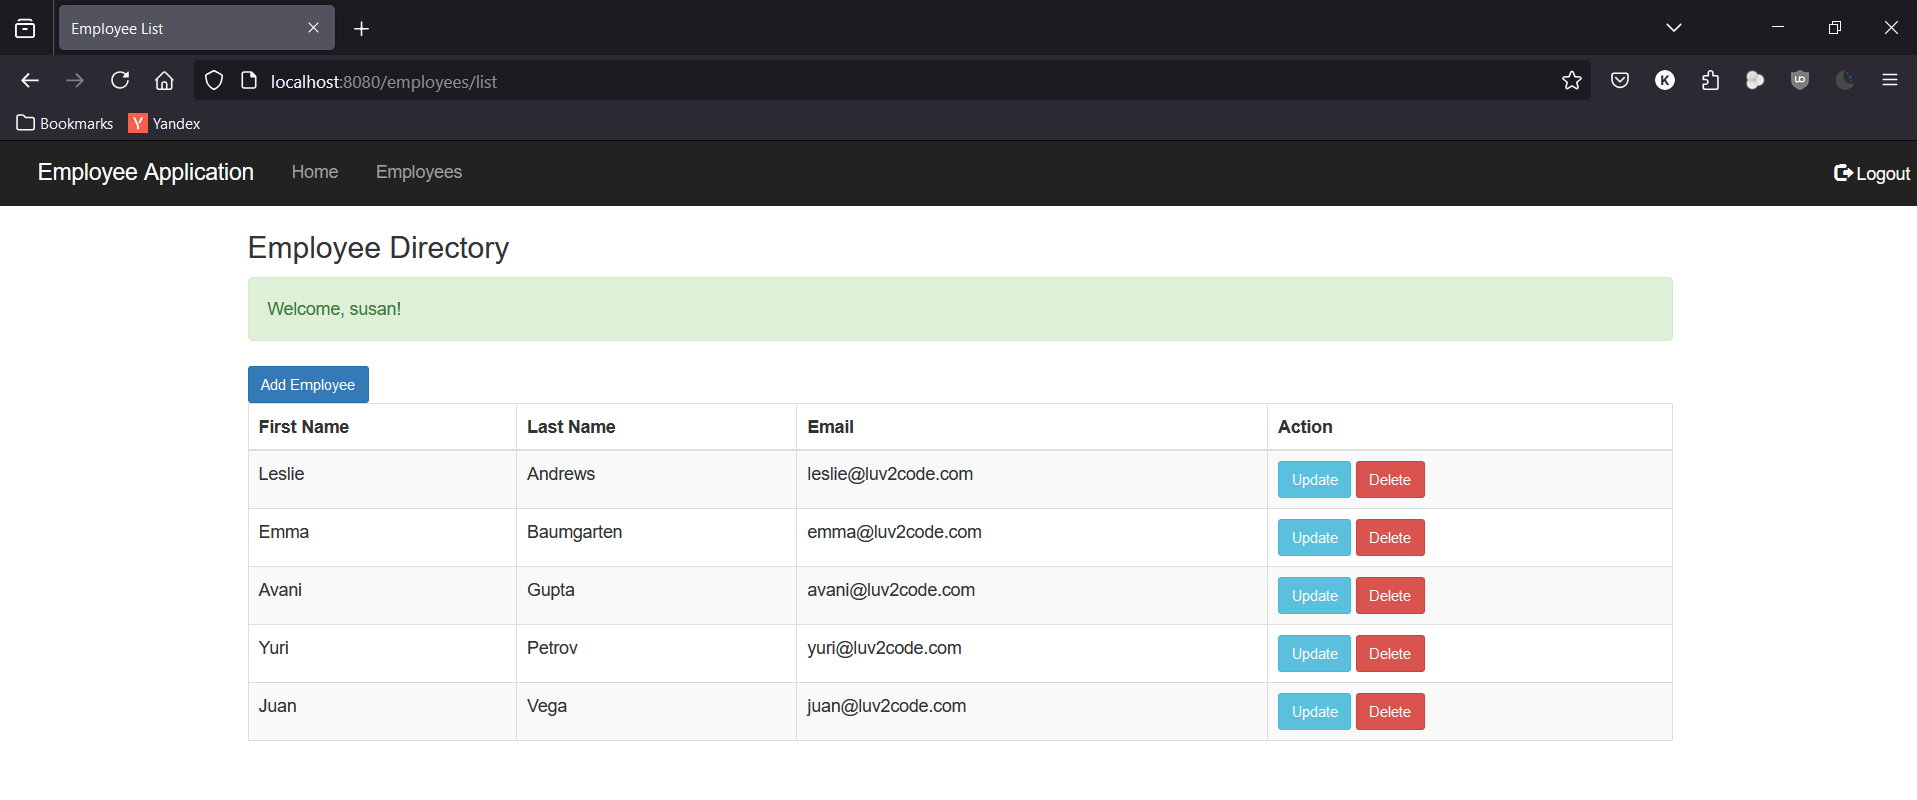 Employee List
localhost:8080/employees/list
K
Bookmarks Y Yandex
Employee Application Home Employees Logout
Employee Directory
Welcome, susan!
Add Employee
First Name Last Name Email Action
Leslie Andrews leslie@luv2code.com Update Delete
Emma Baumgarten emma@luv2code.com Update Delete
Avani Gupta avani@luv2code.com Update Delete
Yuri Petrov yuri@luv2code.com Update Delete
Juan Vega juan@luv2code.com Update Delete